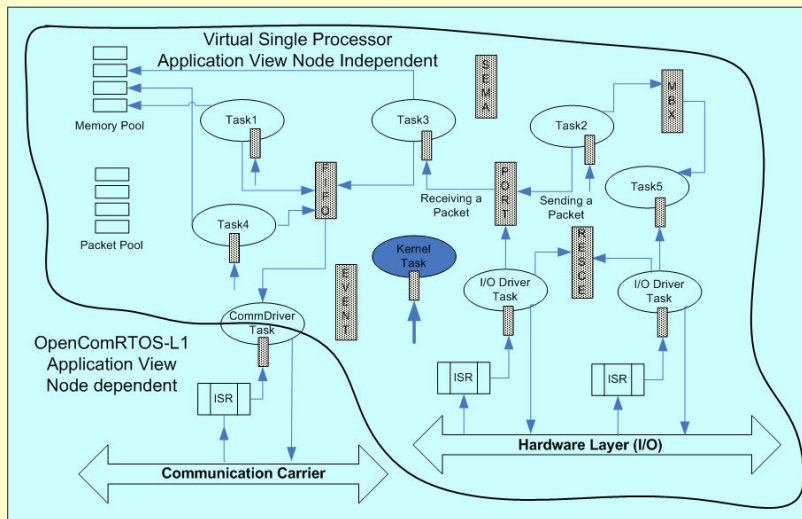 Virtual Single Processor
Application View Node Independent
SEMA
MBX
Memory Pool
Task1
Task3
Task2
FIFO
PORT
Receiving a
Packet
Sending a
Packet
Task5
Packet Pool
Task4
Kernel
Task
RESCE
EVENT
I/O Driver
Task
I/O Driver
Task
CommDriver
Task
OpenComRTOS-L1
Application View
Node dependent
ISR
ISR
ISR
Hardware Layer (I/O)
Communication Carrier